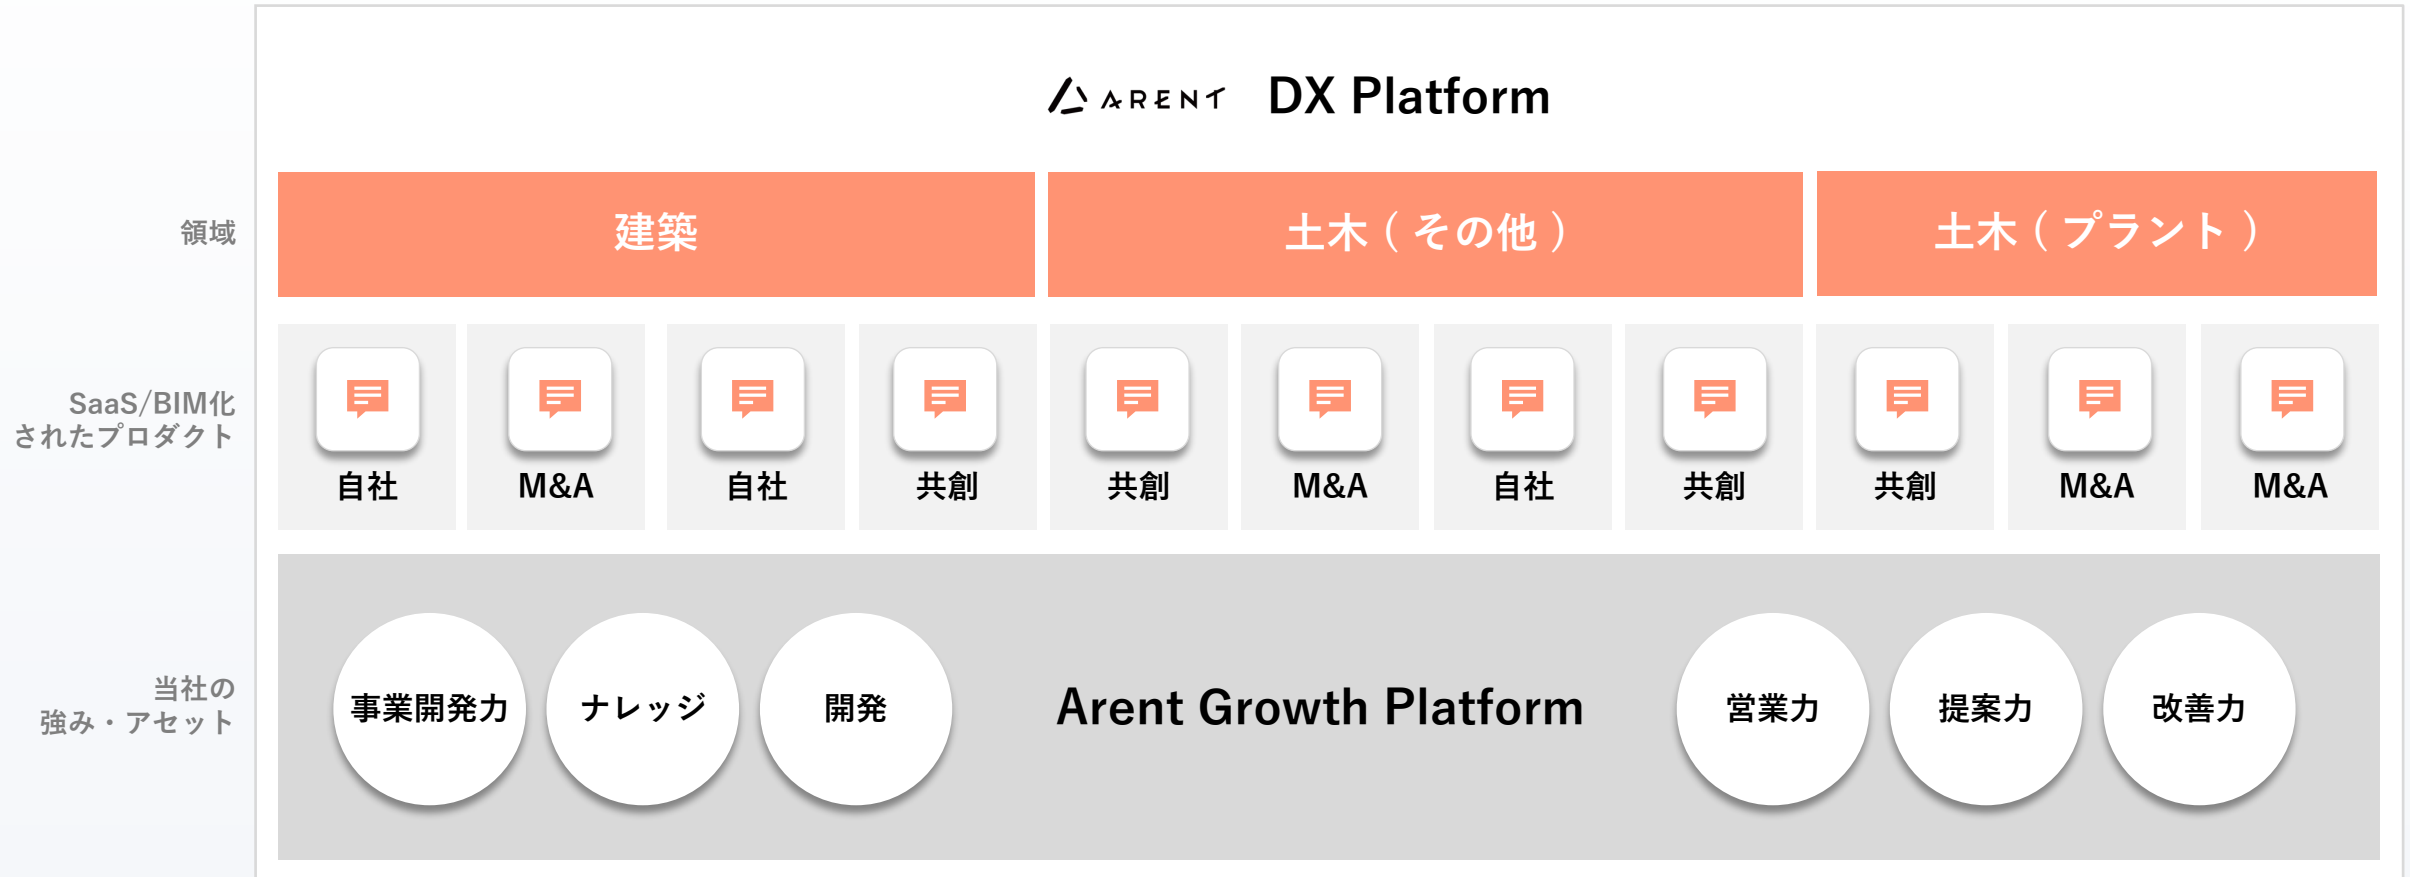 ARENT DX Platform
領域
建築
土木（その他）
土木（プラント）
SaaS/BIM化
されたプロダクト
自社
M&A
自社
共創
共創
M&A
自社
共創
共創
M&A
M&A
当社の
強み・アセット
事業開発力
ナレッジ
開発
Arent Growth Platform
営業力
提案力
改善力